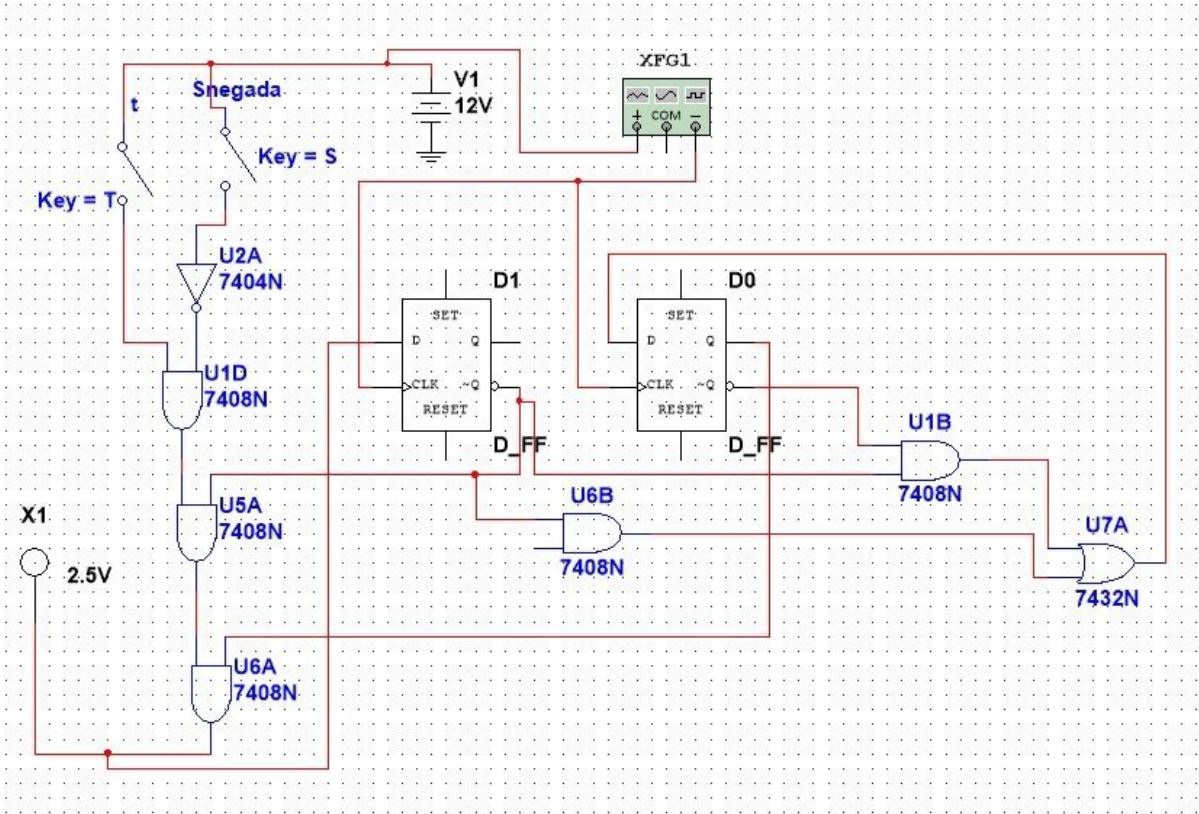 XFG1
+ COM −
V1
12V
Snegada
t
Key = S
Key = T
U2A
7404N
D1
SET
D Q
CLK ~Q
RESET
D_FF
D0
SET
D Q
CLK ~Q
RESET
D_FF
U1D
7408N
U1B
7408N
U5A
7408N
U6B
7408N
X1
2.5V
U7A
7432N
U6A
7408N